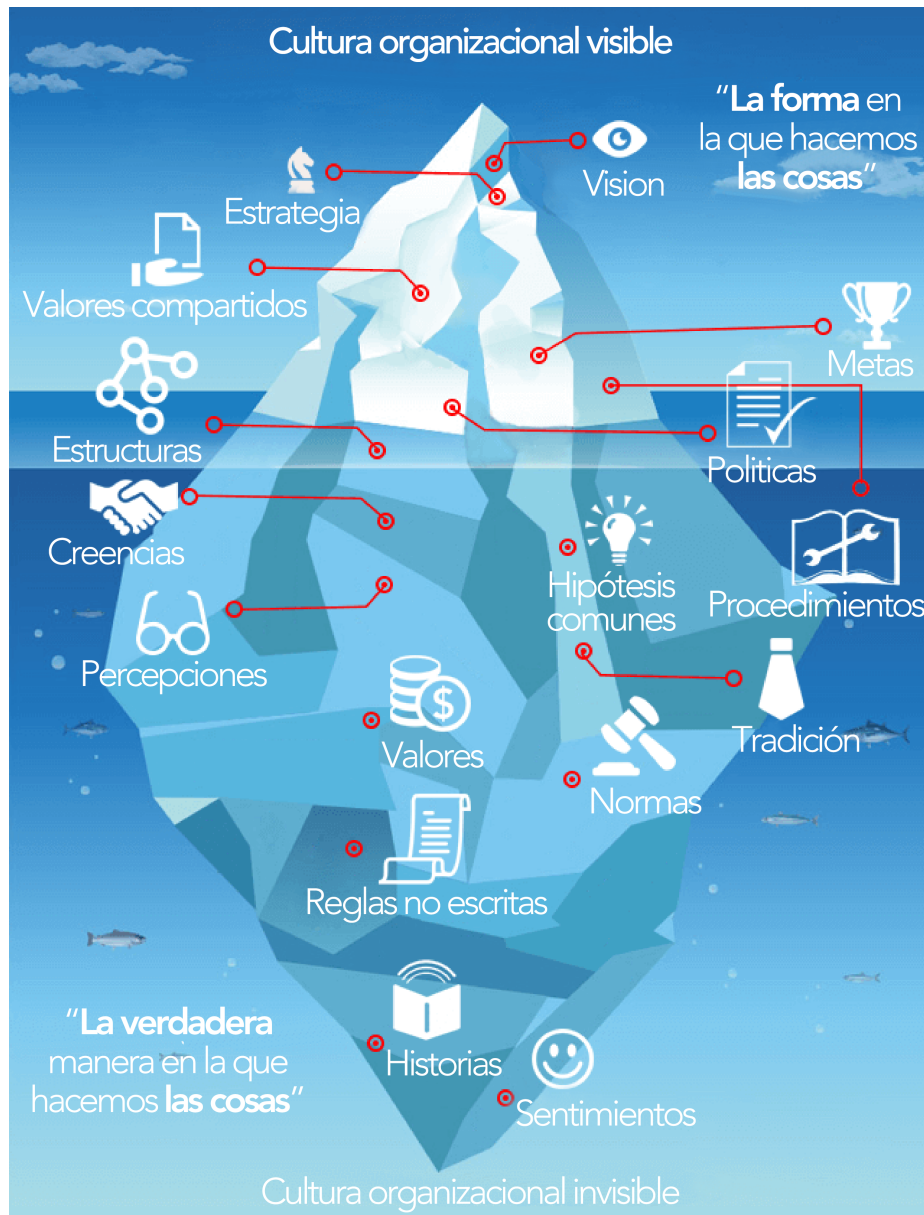 Cultura organizacional visible
“La forma en
la que hacemos
las cosas”
Vision
Estrategia
Valores compartidos
Metas
Estructuras
Politicas
Creencias
Hipótesis
comunes
Procedimientos
Percepciones
Tradición
Valores
Normas
Reglas no escritas
“La verdadera
manera en la que
hacemos las cosas”
Historias
Sentimientos
Cultura organizacional invisible